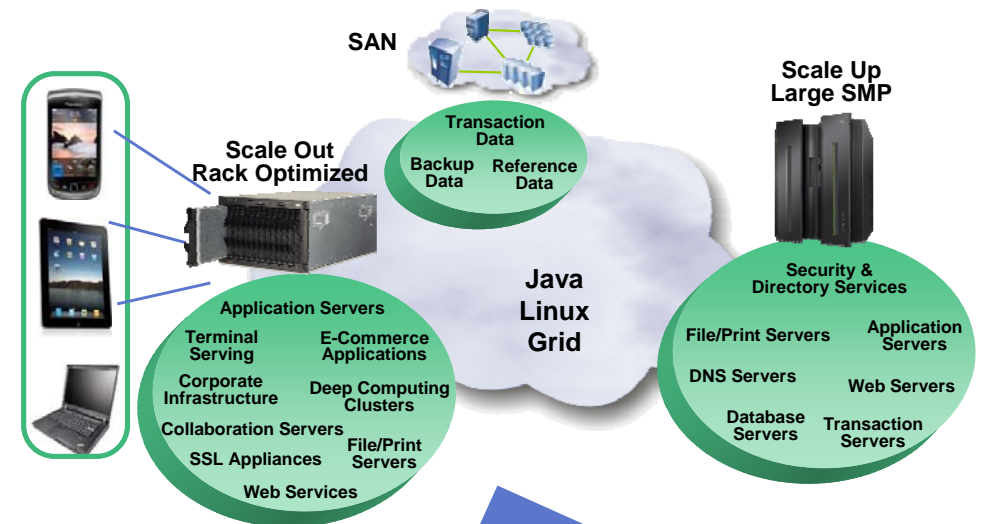 SAN
Scale Up
Large SMP
Transaction
Data
Backup
Data
Reference
Data
Scale Out
Rack Optimized
Java
Linux
Grid
Application Servers
Terminal
Serving
E-Commerce
Applications
Corporate
Infrastructure
Deep Computing
Clusters
Collaboration Servers
SSL Appliances
File/Print
Servers
Web Services
Security &
Directory Services
File/Print Servers
Application
Servers
DNS Servers
Web Servers
Database
Servers
Transaction
Servers